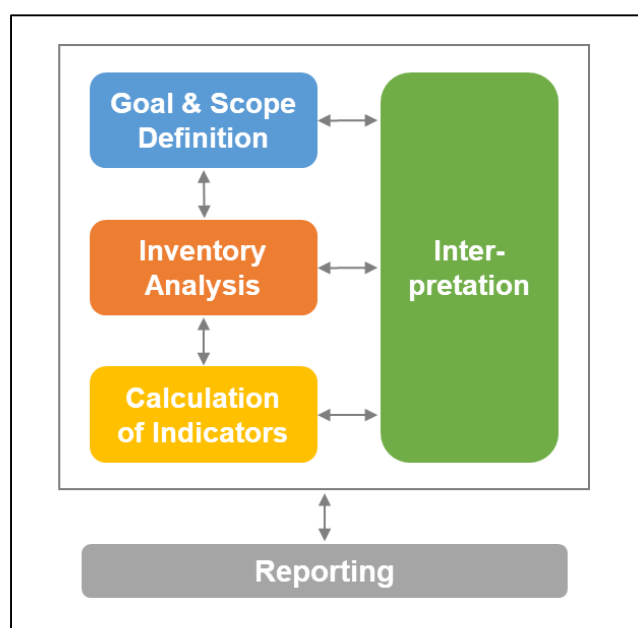 Goal & Scope
Definition
Inventory
Analysis
Calculation
of Indicators
Inter-
pretation
Reporting